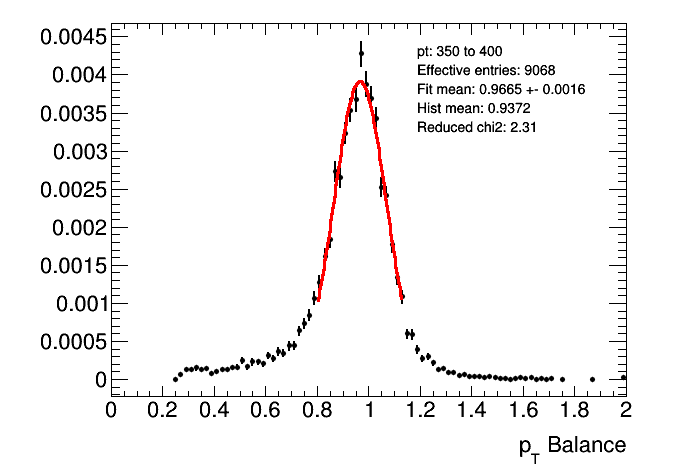 0.0045
0.004
0.0035
0.003
0.0025
0.002
0.0015
0.001
0.0005
0
pt: 350 to 400
Effective entries: 9068
Fit mean: 0.9665 +- 0.0016
Hist mean: 0.9372
Reduced chi2: 2.31
0 0.2 0.4 0.6 0.8 1 1.2 1.4 1.6 1.8 2
p_T Balance